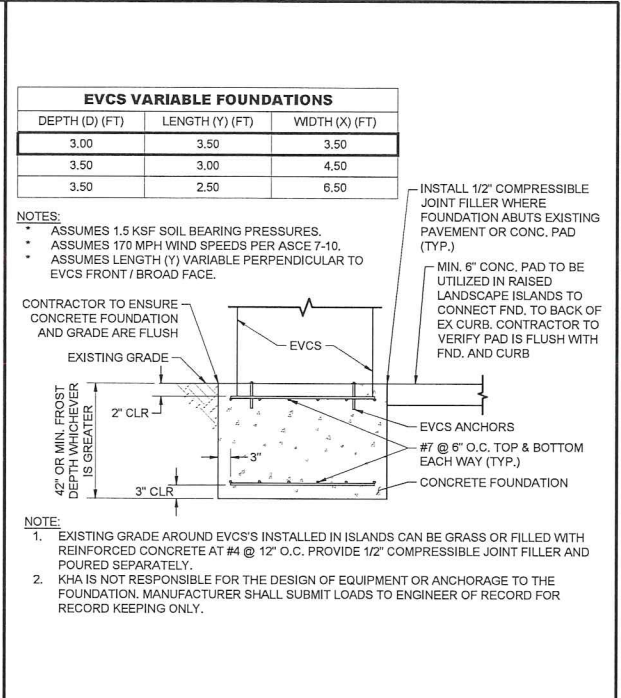 EVCS VARIABLE FOUNDATIONS
DEPTH (D) (FT) LENGTH (Y) (FT) WIDTH (X) (FT)
3.00 3.50 3.50
3.50 3.00 4.50
3.50 2.50 6.50
NOTES:
* ASSUMES 1.5 KSF SOIL BEARING PRESSURES.
* ASSUMES 170 MPH WIND SPEEDS PER ASCE 7-10.
* ASSUMES LENGTH (Y) VARIABLE PERPENDICULAR TO
EVCS FRONT / BROAD FACE.
INSTALL 1/2" COMPRESSIBLE
JOINT FILLER WHERE
FOUNDATION ABUTS EXISTING
PAVEMENT OR CONC. PAD
(TYP.)
MIN. 6" CONC. PAD TO BE
UTILIZED IN RAISED
LANDSCAPE ISLANDS TO
CONNECT FND. TO BACK OF
EX CURB. CONTRACTOR TO
VERIFY PAD IS FLUSH WITH
FND. AND CURB
CONTRACTOR TO ENSURE
CONCRETE FOUNDATION
AND GRADE ARE FLUSH
EVCS
EXISTING GRADE
42" OR MIN. FROST
DEPTH WHICHEVER
IS GREATER
2" CLR
EVCS ANCHORS
#7 @ 6" O.C. TOP & BOTTOM
EACH WAY (TYP.)
3"
CONCRETE FOUNDATION
3" CLR
NOTE:
1. EXISTING GRADE AROUND EVCS'S INSTALLED IN ISLANDS CAN BE GRASS OR FILLED WITH
REINFORCED CONCRETE AT #4 @ 12" O.C. PROVIDE 1/2" COMPRESSIBLE JOINT FILLER AND
POURED SEPARATELY.
2. KHA IS NOT RESPONSIBLE FOR THE DESIGN OF EQUIPMENT OR ANCHORAGE TO THE
FOUNDATION. MANUFACTURER SHALL SUBMIT LOADS TO ENGINEER OF RECORD FOR
RECORD KEEPING ONLY.